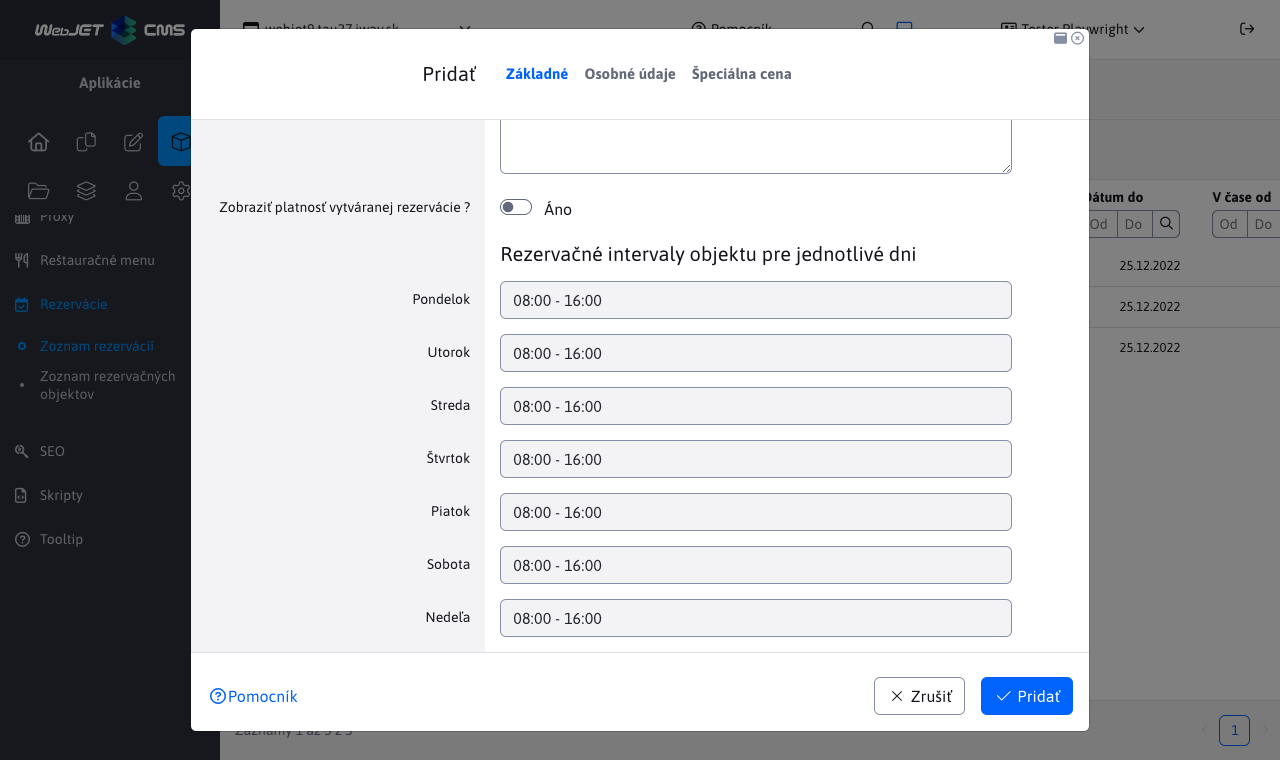 WebJET CMS
webjet9.tau27.iway.sk
Pomocník
Tester Playwright
Aplikácie
Proxy
Reštauračné menu
Rezervácie
Zoznam rezervácií
Zoznam rezervačných
objektov
SEO
Skripty
Tooltip
Pridať
Základné
Osobné údaje
Špeciálna cena
Zobraziť platnosť vytváranej rezervácie ?
Áno
Rezervačné intervaly objektu pre jednotlivé dni
Pondelok
08:00 - 16:00
Utorok
08:00 - 16:00
Streda
08:00 - 16:00
Štvrtok
08:00 - 16:00
Piatok
08:00 - 16:00
Sobota
08:00 - 16:00
Nedeľa
08:00 - 16:00
Pomocník
Zrušiť
Pridať
Dátum do
V čase od
Od
Do
Od
Do
25.12.2022
25.12.2022
25.12.2022
Záznamy 1 až 3 z 3
1